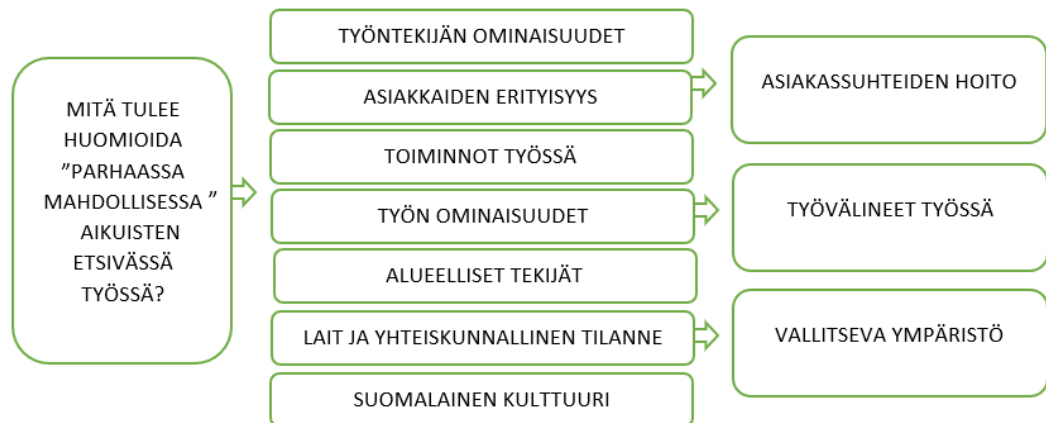 MITÄ TULEE
HUOMIOIDA
”PARHAASSA
MAHDOLLISESSA ”
AIKUISTEN
ETSIVÄSSÄ
TYÖSSÄ?
TYÖNTEKIJÄN OMINAISUUDET
ASIAKKAIDEN ERITYISYYS
TOIMINNOT TYÖSSÄ
TYÖN OMINAISUUDET
ALUEELLISET TEKIJÄT
LAIT JA YHTEISKUNNALLINEN TILANNE
SUOMALAINEN KULTTUURI
ASIAKASSUHTEIDEN HOITO
TYÖVÄLINEET TYÖSSÄ
VALLITSEVA YMPÄRISTÖ